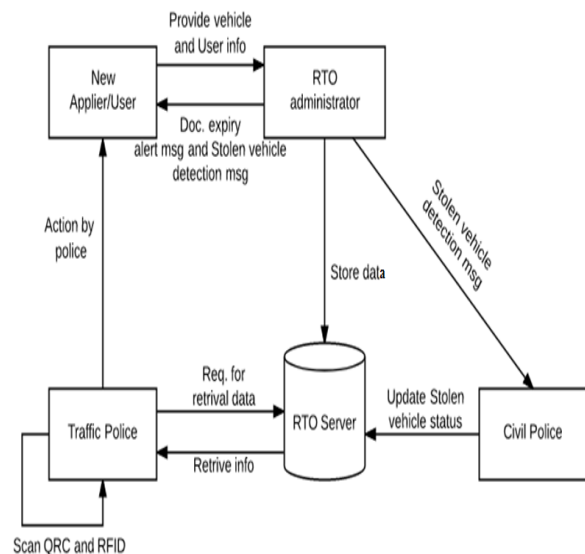 Provide vehicle
and User info
New
Applier/User
RTO
administrator
Doc. expiry
alert msg and Stolen vehicle
detection msg
Stolen vehicle
detection msg
Action by
police
Store data
Req. for
retrival data
Update Stolen
vehicle status
Traffic Police
RTO Server
Civil Police
Retrive info
Scan QRC and RFID